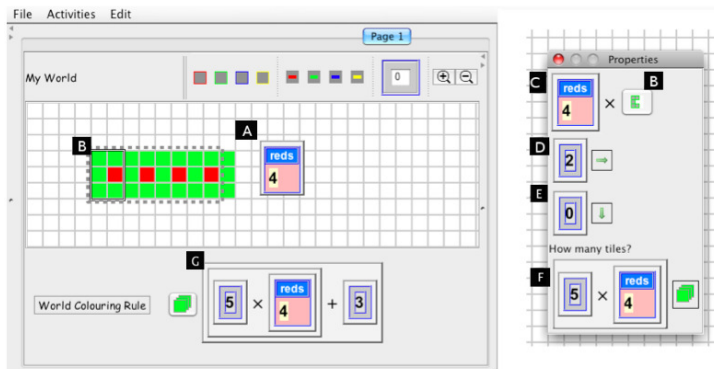 File Activities Edit
Page 1
My World
0
B
A
reds
4
G
World Colouring Rule
5 × reds 4 + 3
Properties
C
reds
4 ×
B
D
2 ⇒
E
0 ⇓
How many tiles?
F
5 × reds 4